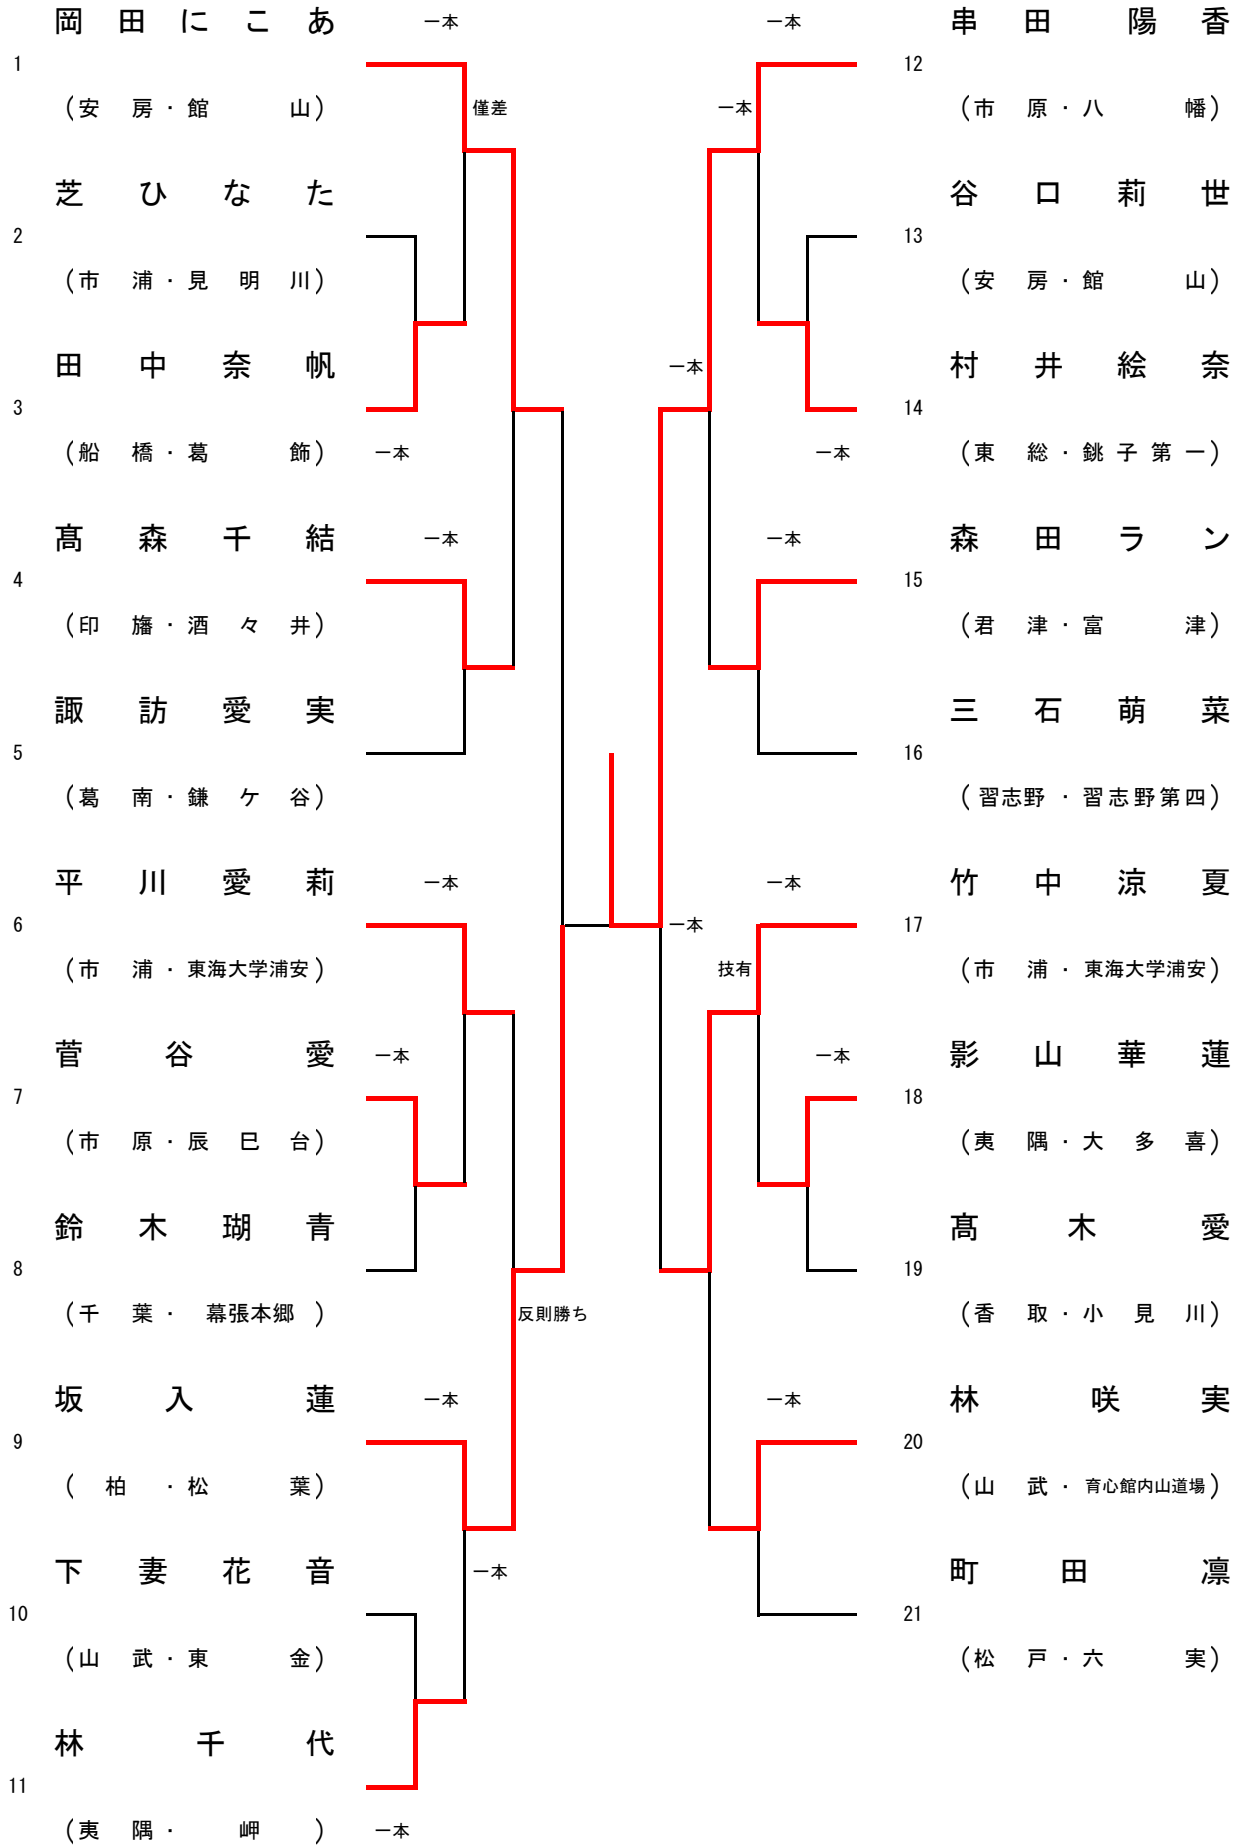 岡田にこあ 一本
1
(安房・館山) 僅差
芝ひなた
2
(市浦・見明川)
田中奈帆
3
(船橋・葛飾) 一本
髙森千結 一本
4
(印旛・酒々井)
諏訪愛実
5
(葛南・鎌ケ谷)
平川愛莉 一本
6
(市浦・東海大学浦安)
菅谷愛 一本
7
(市原・辰巳台)
鈴木瑚青
8
(千葉・幕張本郷) 反則勝ち
坂入蓮 一本
9
(柏・松葉)
下妻花音 一本
10
(山武・東金)
林千代
11
(夷隅・岬) 一本
一本 串田陽香
12
一本 (市原・八幡)
谷口莉世
13
(安房・館山)
一本 村井絵奈
14
一本 (東総・銚子第一)
一本 森田ラン
15
(君津・富津)
三石萌菜
16
(習志野・習志野第四)
一本 竹中涼夏
一本 17
技有 (市浦・東海大学浦安)
一本 影山華蓮
18
(夷隅・大多喜)
髙木愛
19
(香取・小見川)
一本 林咲実
20
(山武・育心館内山道場)
町田凛
21
(松戸・六実)